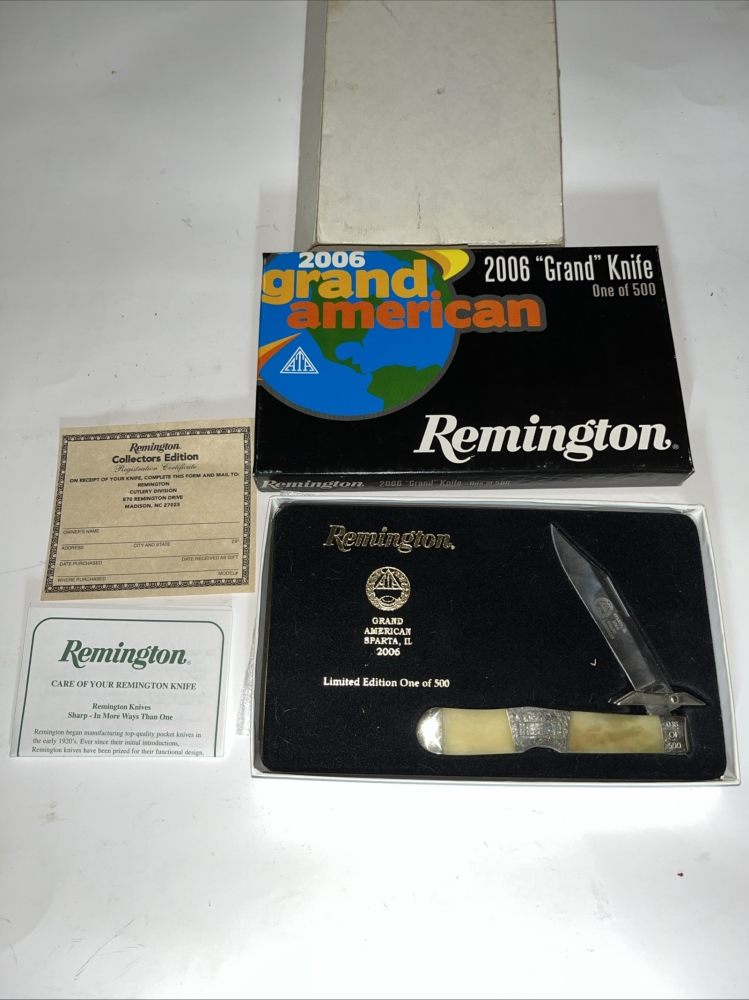 2006
grand
american
ATA
2006 "Grand" Knife
One of 500
Remington®
Remington 2006 "Grand" Knife One of 500
Remington
Collectors Edition
Registration Certificate
ON RECEIPT OF YOUR KNIFE, COMPLETE THIS FORM AND MAIL TO:
REMINGTON
CUTLERY DIVISION
870 REMINGTON DRIVE
MADISON, NC 27025
OWNER'S NAME
ADDRESS CITY AND STATE ZIP
DATE PURCHASED DATE RECEIVED AS GIFT
WHERE PURCHASED MODEL#
Remington®
CARE OF YOUR REMINGTON KNIFE
Remington Knives
Sharp - In More Ways Than One
Remington began manufacturing top-quality pocket knives in
the early 1920's. Ever since their initial introductions,
Remington knives have been prized for their functional design,
Remington®
ATA
GRAND
AMERICAN
SPARTA, IL
2006
Limited Edition One of 500
OF
500